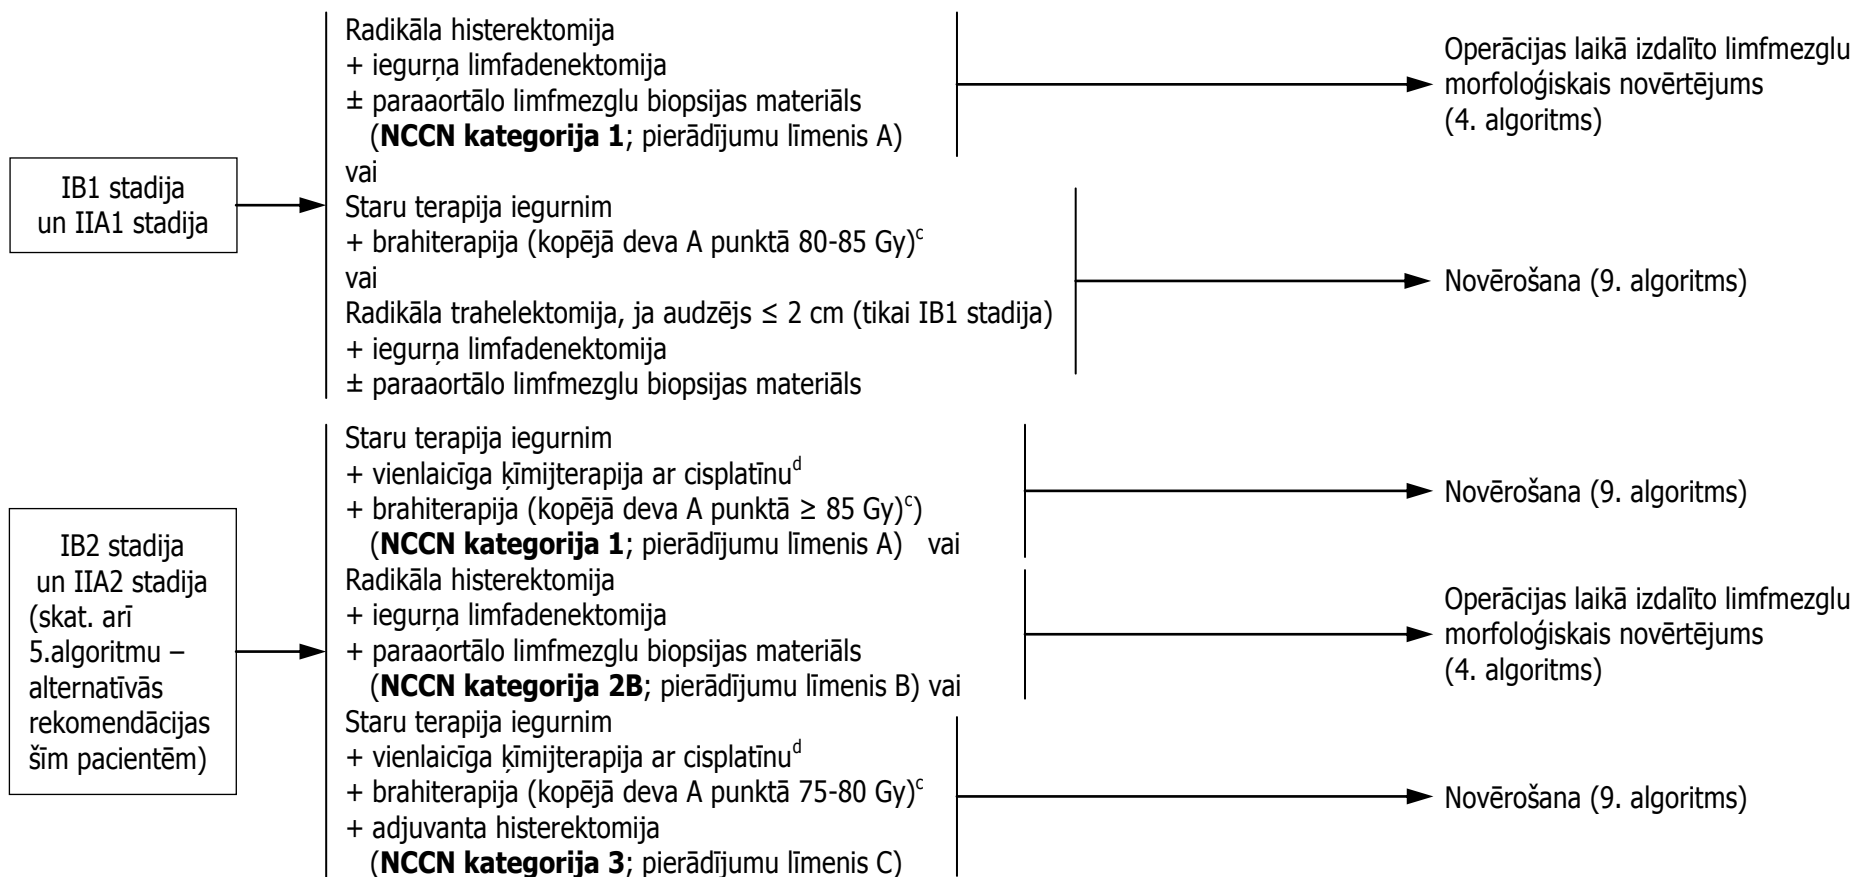 IB1 stadija
un IIA1 stadija
Radikāla histerektomija
+ iegurņa limfadenektomija
± paraaortālo limfmezglu biopsijas materiāls
(NCCN kategorija 1; pierādījumu līmenis A)
vai
Staru terapija iegurnim
+ brahiterapija (kopējā deva A punktā 80-85 Gy)c
vai
Radikāla trahelektomija, ja audzējs ≤ 2 cm (tikai IB1 stadija)
+ iegurņa limfadenektomija
± paraaortālo limfmezglu biopsijas materiāls
Operācijas laikā izdalīto limfmezglu
morfoloģiskais novērtējums
(4. algoritms)
Novērošana (9. algoritms)
IB2 stadija
un IIA2 stadija
(skat. arī
5.algoritmu –
alternatīvās
rekomendācijas
šīm pacientēm)
Staru terapija iegurnim
+ vienlaicīga ķīmijterapija ar cisplatīnud
+ brahiterapija (kopējā deva A punktā ≥ 85 Gy)c)
(NCCN kategorija 1; pierādījumu līmenis A) vai
Radikāla histerektomija
+ iegurņa limfadenektomija
+ paraaortālo limfmezglu biopsijas materiāls
(NCCN kategorija 2B; pierādījumu līmenis B) vai
Staru terapija iegurnim
+ vienlaicīga ķīmijterapija ar cisplatīnud
+ brahiterapija (kopējā deva A punktā 75-80 Gy)c
+ adjuvanta histerektomija
(NCCN kategorija 3; pierādījumu līmenis C)
Novērošana (9. algoritms)
Operācijas laikā izdalīto limfmezglu
morfoloģiskais novērtējums
(4. algoritms)
Novērošana (9. algoritms)